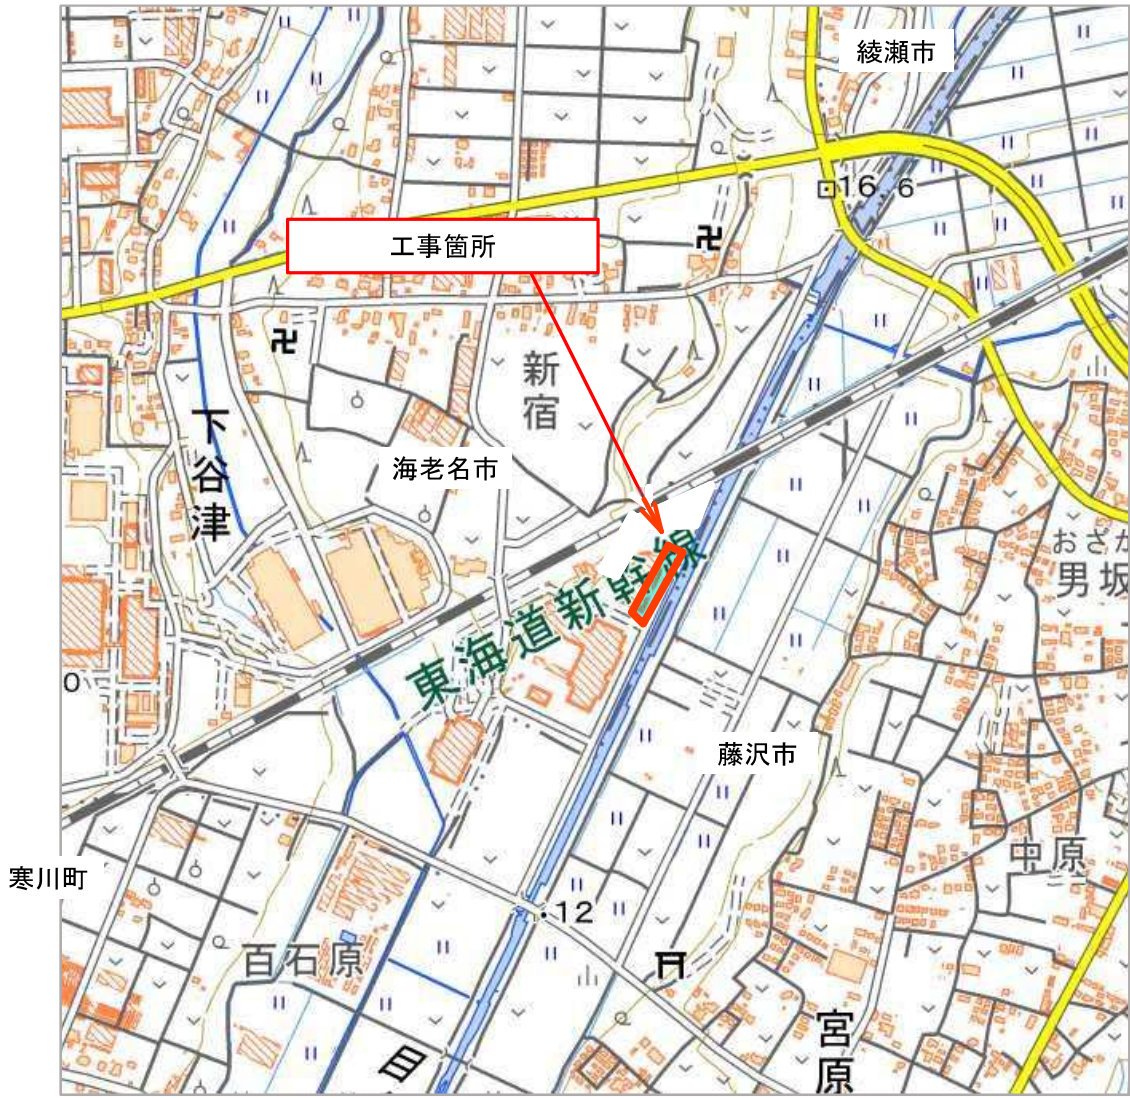 綾瀬市
16.6
工事箇所
新宿
下谷津
海老名市
おざか
男坂
東海道新幹線
0
藤沢市
中原
寒川町
12
百石原
宮原